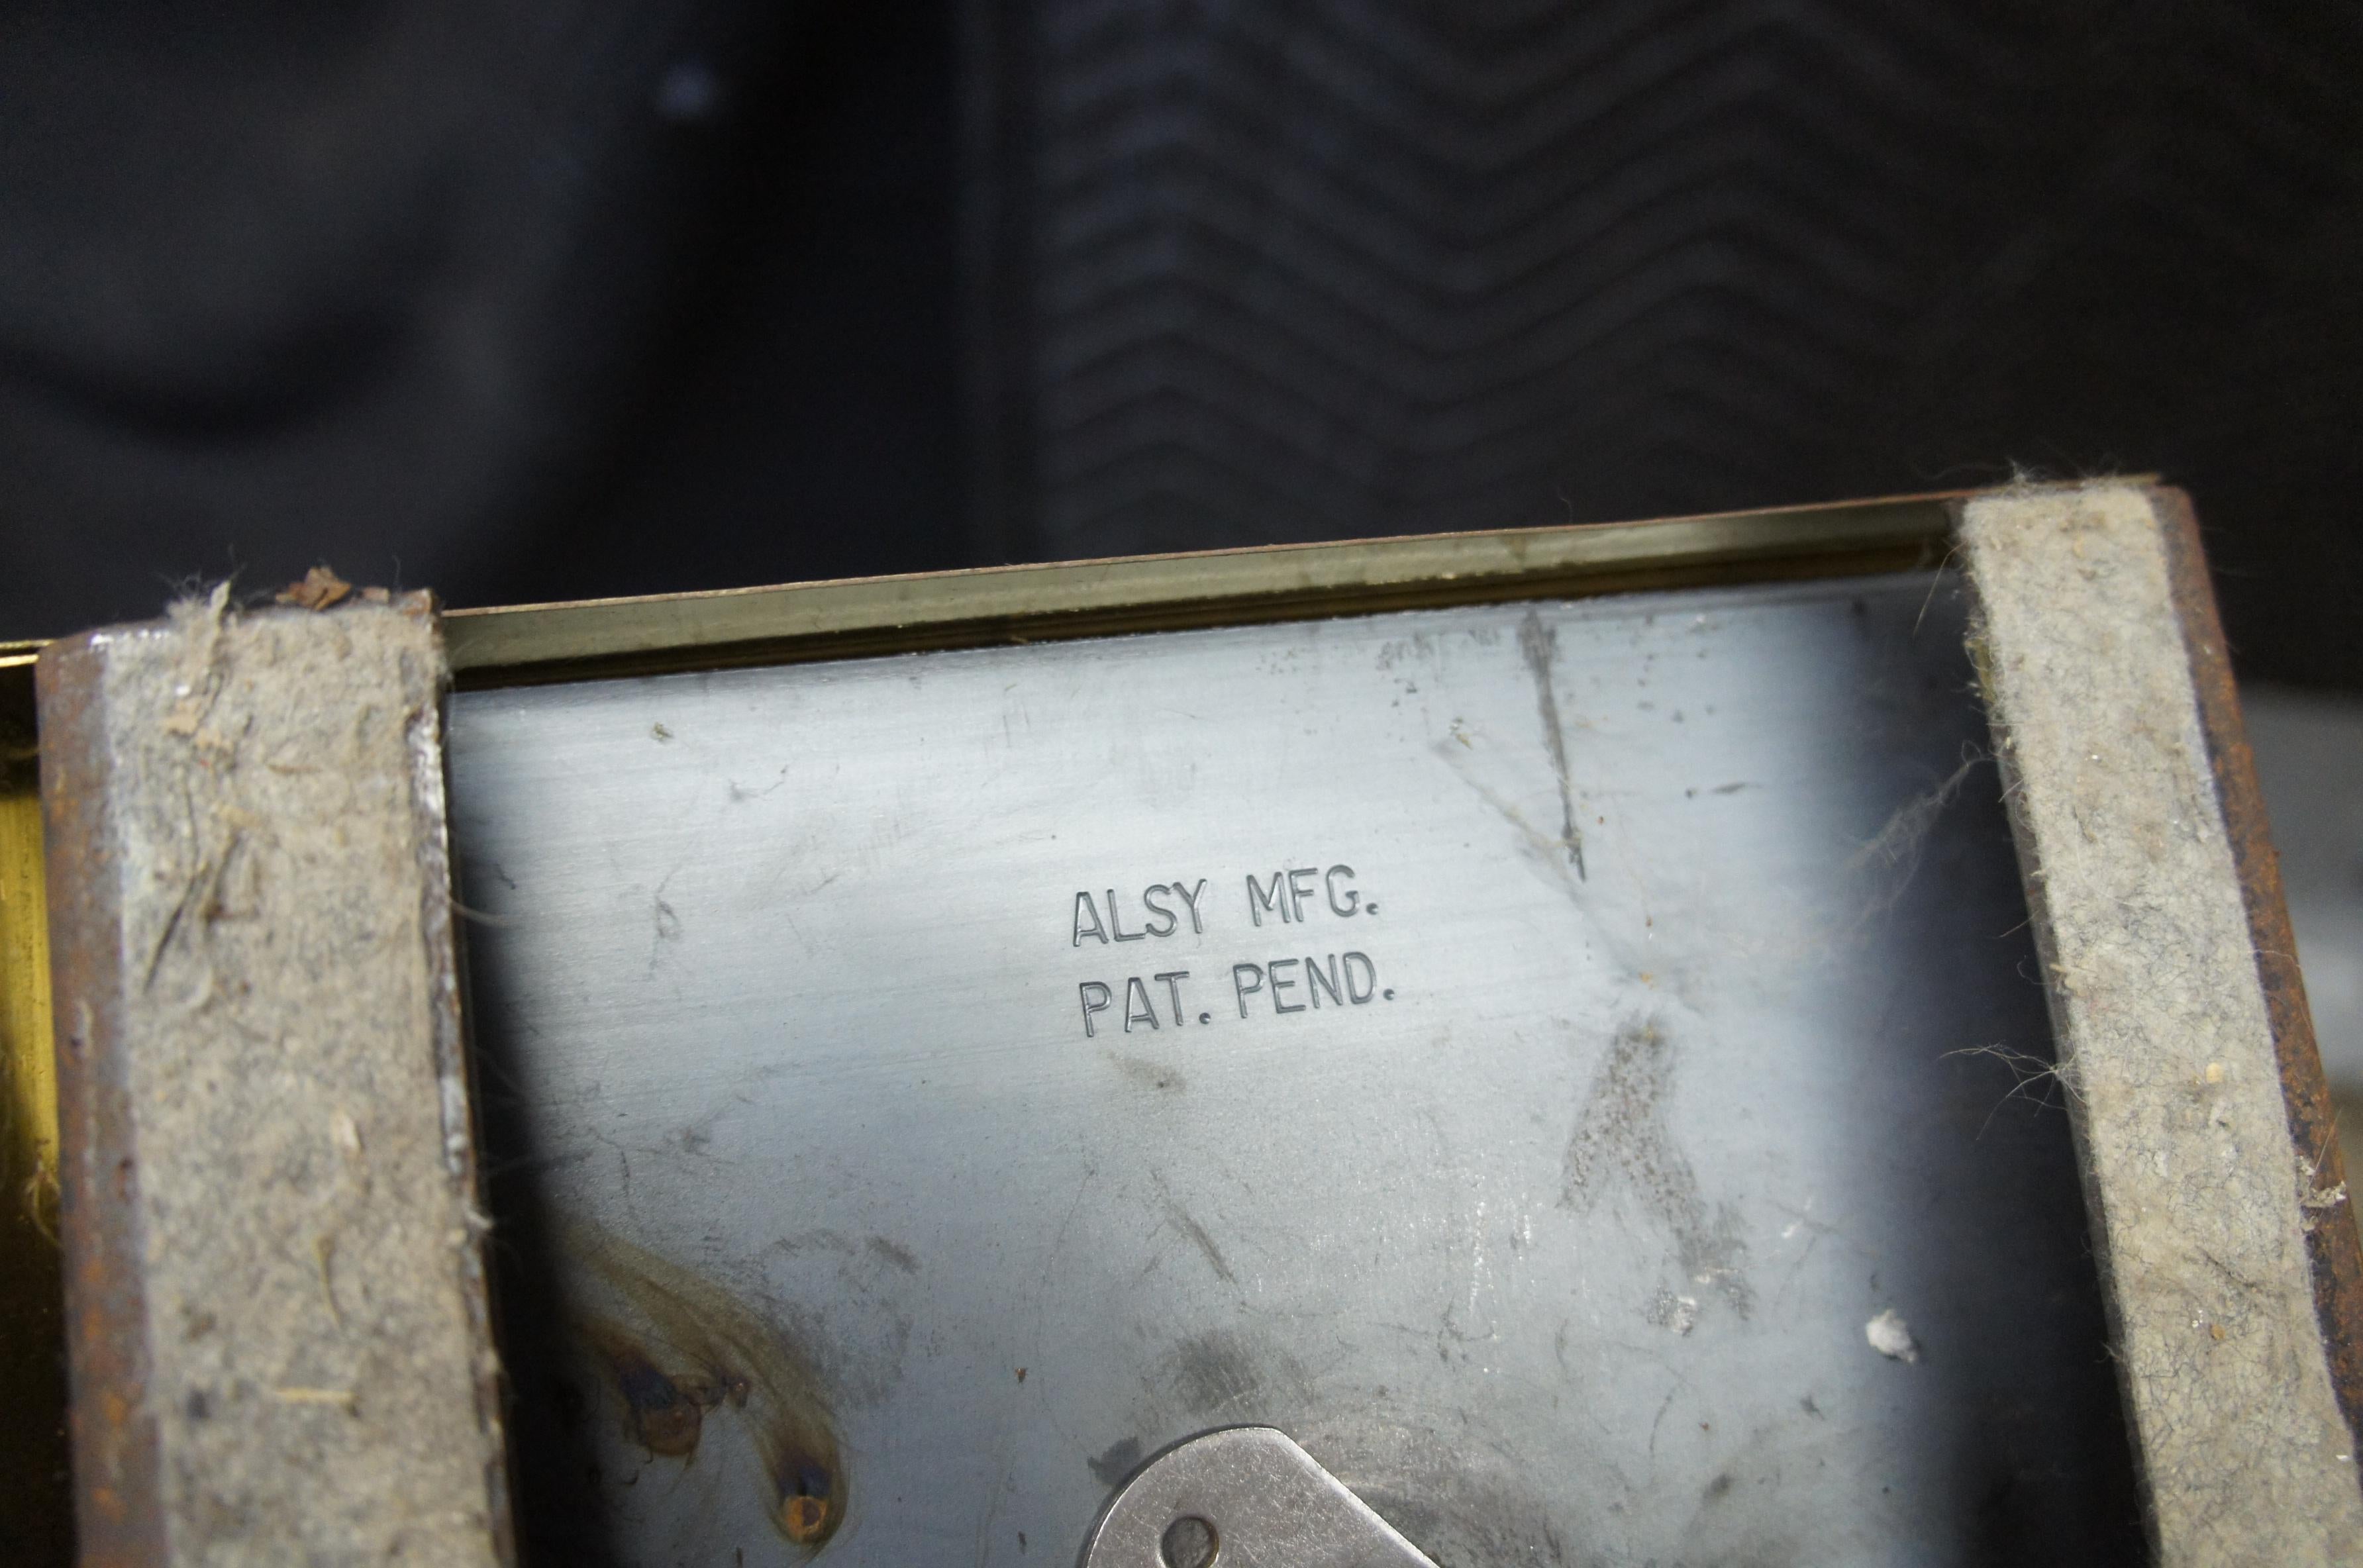 ALSY MFG.
PAT. PEND.